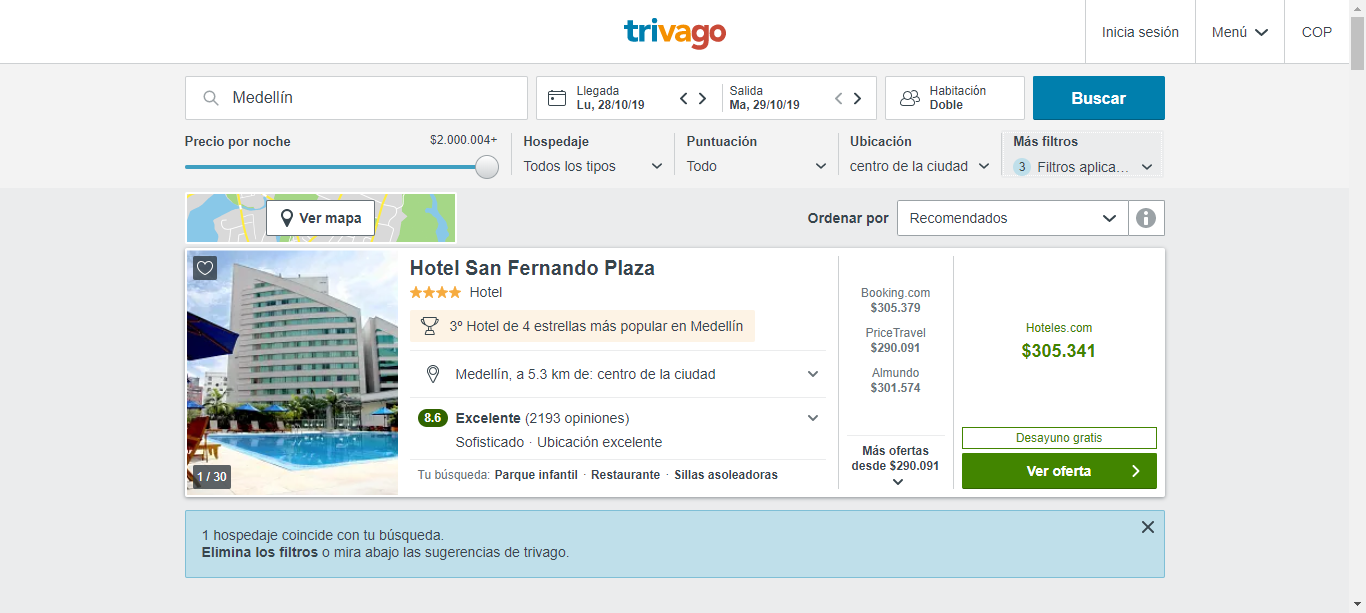 trivago
Inicia sesión
Menú
COP
Medellín
Llegada
Lu, 28/10/19
Salida
Ma, 29/10/19
Habitación
Doble
Buscar
Precio por noche
$2.000.004+
Hospedaje
Todos los tipos
Puntuación
Todo
Ubicación
centro de la ciudad
Más filtros
3 Filtros aplica...
Ver mapa
Ordenar por
Recomendados
Hotel San Fernando Plaza
Hotel
3º Hotel de 4 estrellas más popular en Medellín
Medellín, a 5.3 km de: centro de la ciudad
8.6 Excelente (2193 opiniones)
Sofisticado · Ubicación excelente
Tu búsqueda: Parque infantil · Restaurante · Sillas asoleadoras
1 / 30
Booking.com
$305.379
PriceTravel
$290.091
Almundo
$301.574
Más ofertas
desde $290.091
Hoteles.com
$305.341
Desayuno gratis
Ver oferta
1 hospedaje coincide con tu búsqueda.
Elimina los filtros o mira abajo las sugerencias de trivago.